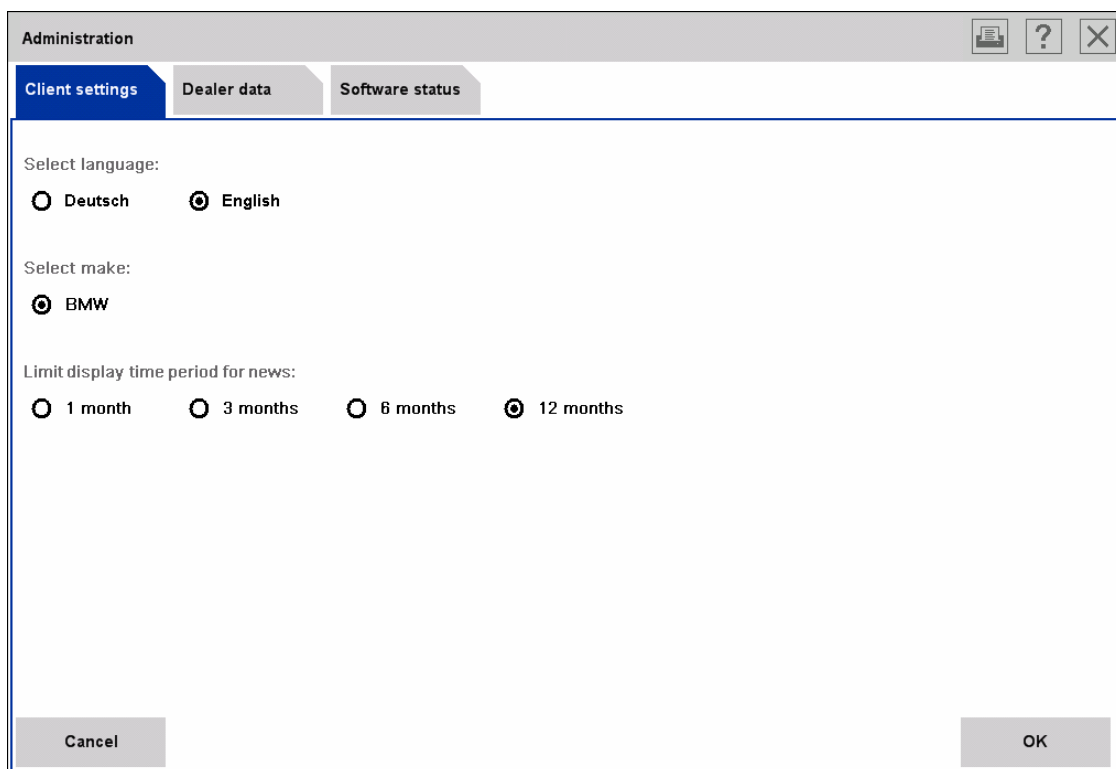 Administration
?
Client settings Dealer data Software status
Select language:
Deutsch English
Select make:
BMW
Limit display time period for news:
1 month 3 months 6 months 12 months
Cancel OK